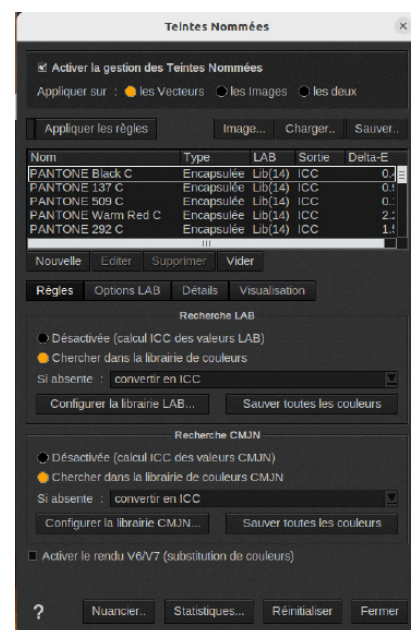 Teintes Nommées
Activer la gestion des Teintes Nommées
Appliquer sur : les Vecteurs les Images les deux
Appliquer les règles Image... Charger.. Sauver..
Nom Type LAB Sortie Delta-E
PANTONE Black C Encapsulée Lib(14) ICC
PANTONE 137 C Encapsulée Lib(14) ICC
PANTONE 509 C Encapsulée Lib(14) ICC
PANTONE Warm Red C Encapsulée Lib(14) ICC
PANTONE 292 C Encapsulée Lib(14) ICC
Nouvelle Editer Supprimer Vider
Règles Options LAB Détails Visualisation
Recherche LAB
Désactivée (calcul ICC des valeurs LAB)
Chercher dans la librairie de couleurs
Si absente : convertir en ICC
Configurer la librairie LAB... Sauver toutes les couleurs
Recherche CMJN
Désactivée (calcul ICC des valeurs CMJN)
Chercher dans la librairie de couleurs CMJN
Si absente : convertir en ICC
Configurer la librairie CMJN... Sauver toutes les couleurs
Activer le rendu V6/V7 (substitution de couleurs)
? Nuancier.. Statistiques... Réinitialiser Fermer